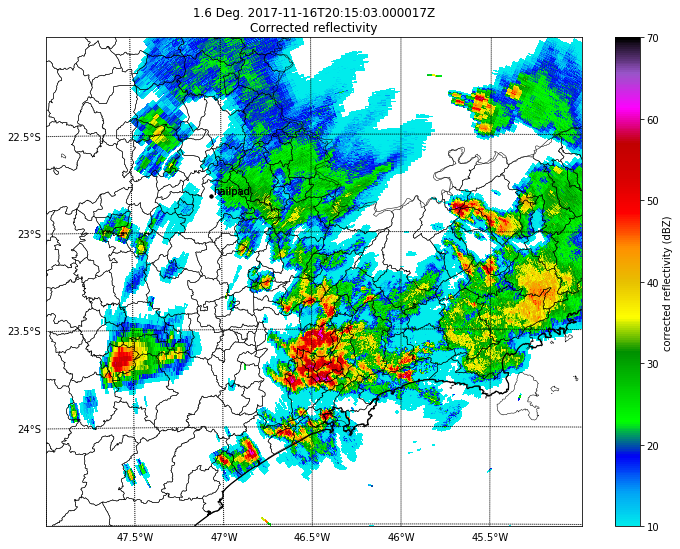 1.6 Deg. 2017-11-16T20:15:03.000017Z
Corrected reflectivity
22.5°S
23°S
23.5°S
24°S
47.5°W
47°W
46.5°W
46°W
45.5°W
hailpad
70
60
50
40
30
20
10
corrected reflectivity (dBZ)